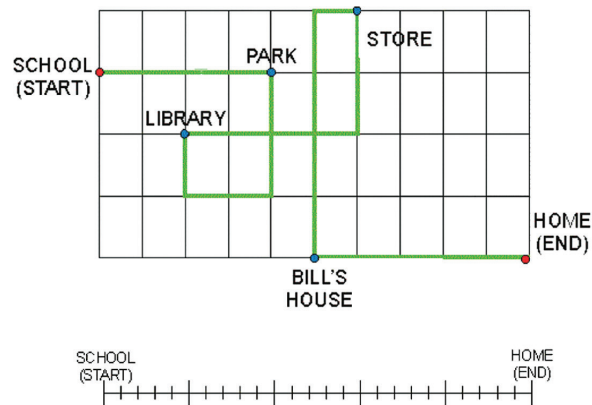 STORE
PARK
SCHOOL
(START)
LIBRARY
HOME
(END)
BILL'S
HOUSE
SCHOOL
(START)
HOME
(END)